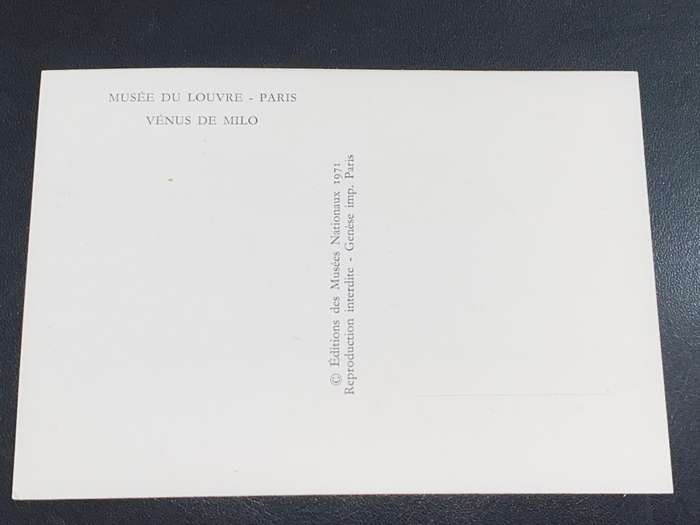 MUSÉE DU LOUVRE - PARIS
VÉNUS DE MILO
© Éditions des Musées Nationaux 1971
Reproduction interdite - Genèse imp. Paris